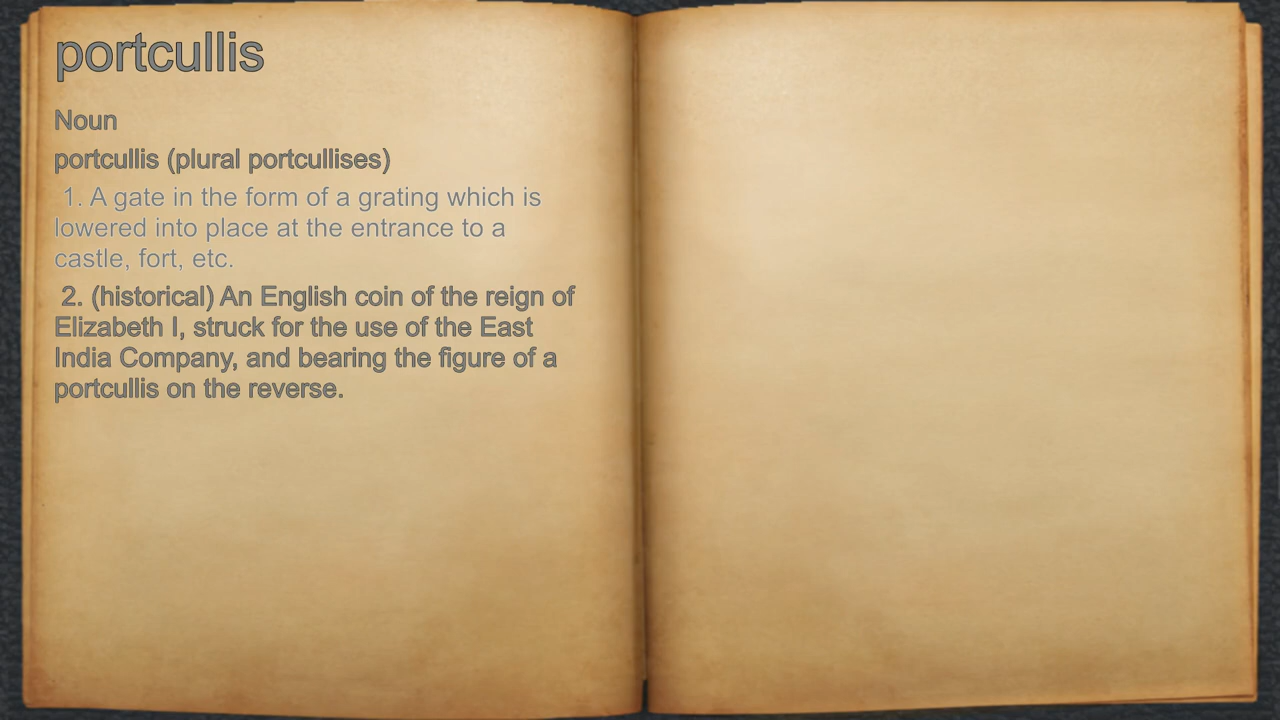 portcullis
Noun
portcullis (plural portcullises)
1. A gate in the form of a grating which is
lowered into place at the entrance to a
castle, fort, etc.
2. (historical) An English coin of the reign of
Elizabeth I, struck for the use of the East
India Company, and bearing the figure of a
portcullis on the reverse.